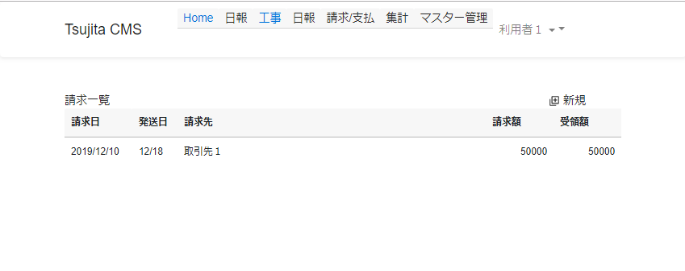 Tsujita CMS Home 日報 工事 日報 請求/支払 集計 マスター管理 利用者１
請求一覧 新規
請求日 発送日 請求先 請求額 受領額
2019/12/10 12/18 取引先１ 50000 50000